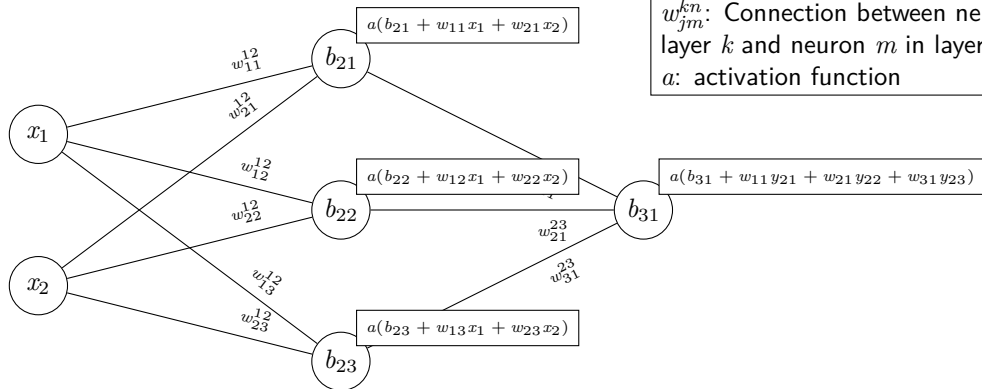 a(b_{21} + w_{11}x_1 + w_{21}x_2)
w_{jm}^{kn}: Connection between
layer k and neuron m in layer
a: activation function
b_{21}
w_{11}^{12}
w_{21}^{12}
x_1
w_{12}^{12}
a(b_{22} + w_{12}x_1 + w_{22}x_2)
a(b_{31} + w_{11}y_{21} + w_{21}y_{22} + w_{31}y_{23})
w_{22}^{12}
b_{22}
b_{31}
w_{21}^{23}
w_{31}^{23}
x_2
w_{13}^{12}
w_{23}^{12}
a(b_{23} + w_{13}x_1 + w_{23}x_2)
b_{23}